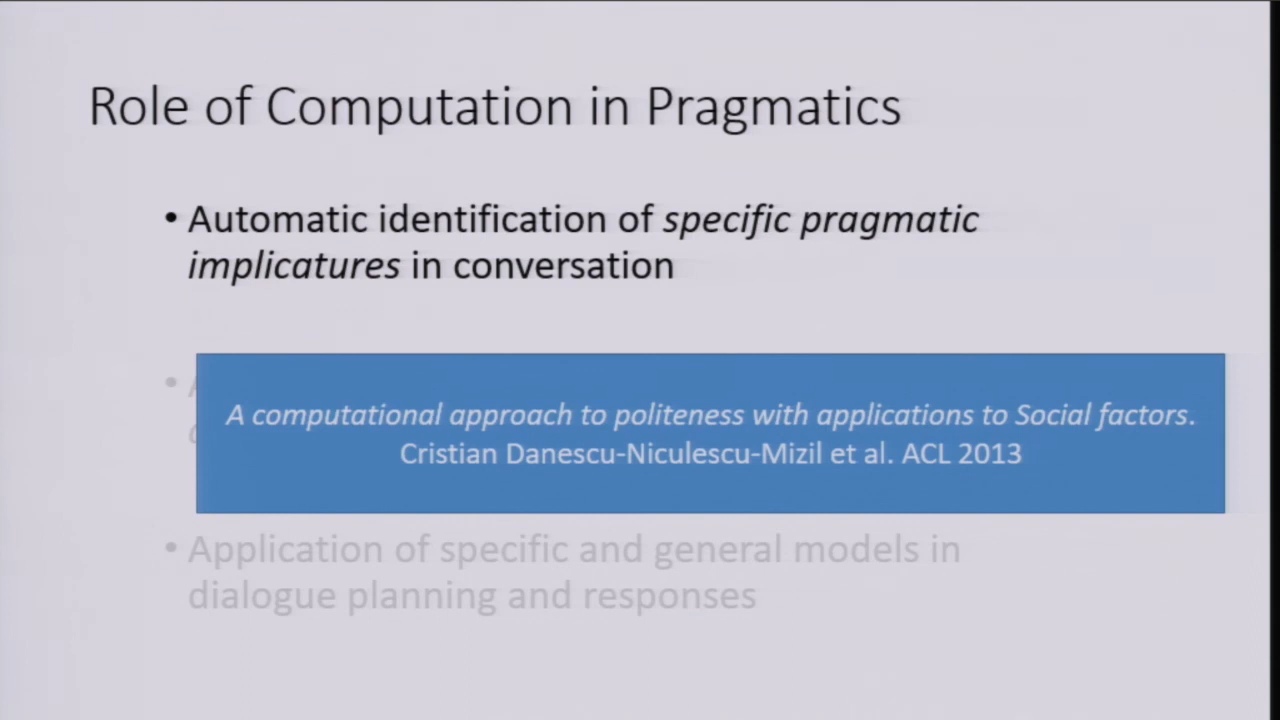 Role of Computation in Pragmatics
• Automatic identification of specific pragmatic
implicatures in conversation
A computational approach to politeness with applications to Social factors.
Cristian Danescu-Niculescu-Mizil et al. ACL 2013
• Application of specific and general models in
dialogue planning and responses